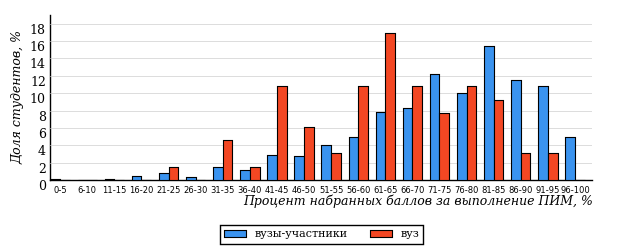 Доля студентов, %
18
16
14
12
10
8
6
4
2
0
0-5 6-10 11-15 16-20 21-25 26-30 31-35 36-40 41-45 46-50 51-55 56-60 61-65 66-70 71-75 76-80 81-85 86-90 91-95 96-100
Процент набранных баллов за выполнение ПИМ, %
вузы-участники вуз